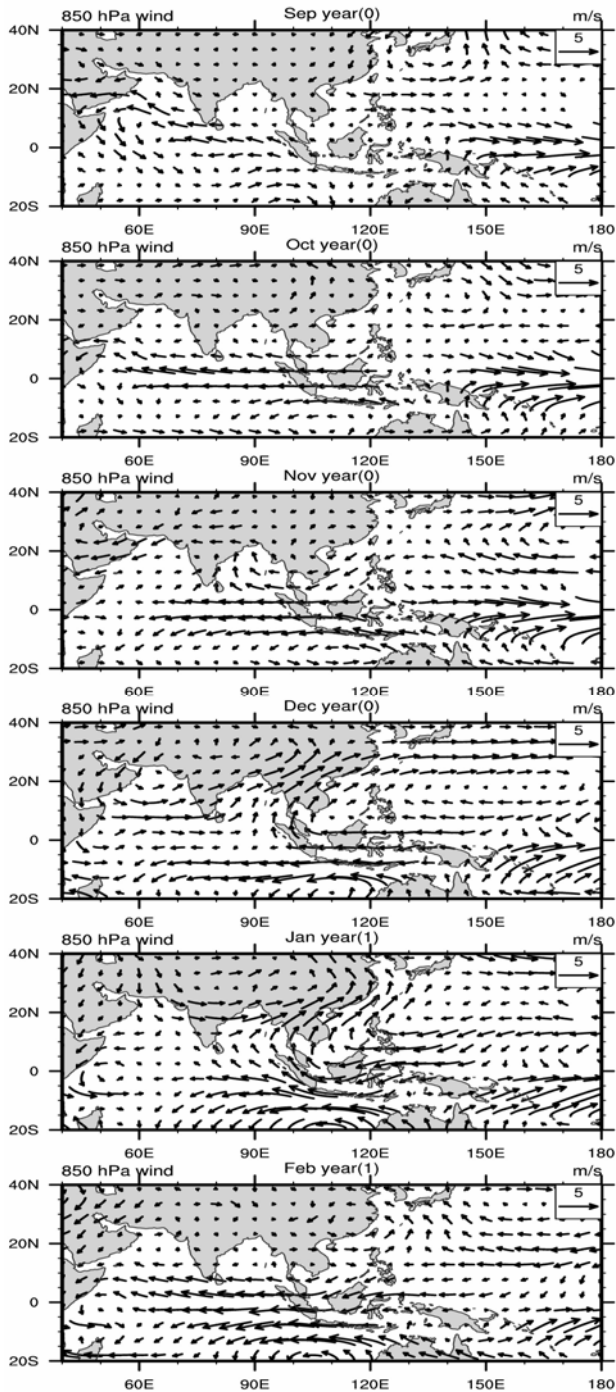 850 hPa wind Sep year(0) m/s
5
40N
20N
0
20S
60E 90E 120E 150E 180
850 hPa wind Oct year(0) m/s
5
40N
20N
0
20S
60E 90E 120E 150E 180
850 hPa wind Nov year(0) m/s
5
40N
20N
0
20S
60E 90E 120E 150E 180
850 hPa wind Dec year(0) m/s
5
40N
20N
0
20S
60E 90E 120E 150E 180
850 hPa wind Jan year(1) m/s
5
40N
20N
0
20S
60E 90E 120E 150E 180
850 hPa wind Feb year(1) m/s
5
40N
20N
0
20S
60E 90E 120E 150E 180